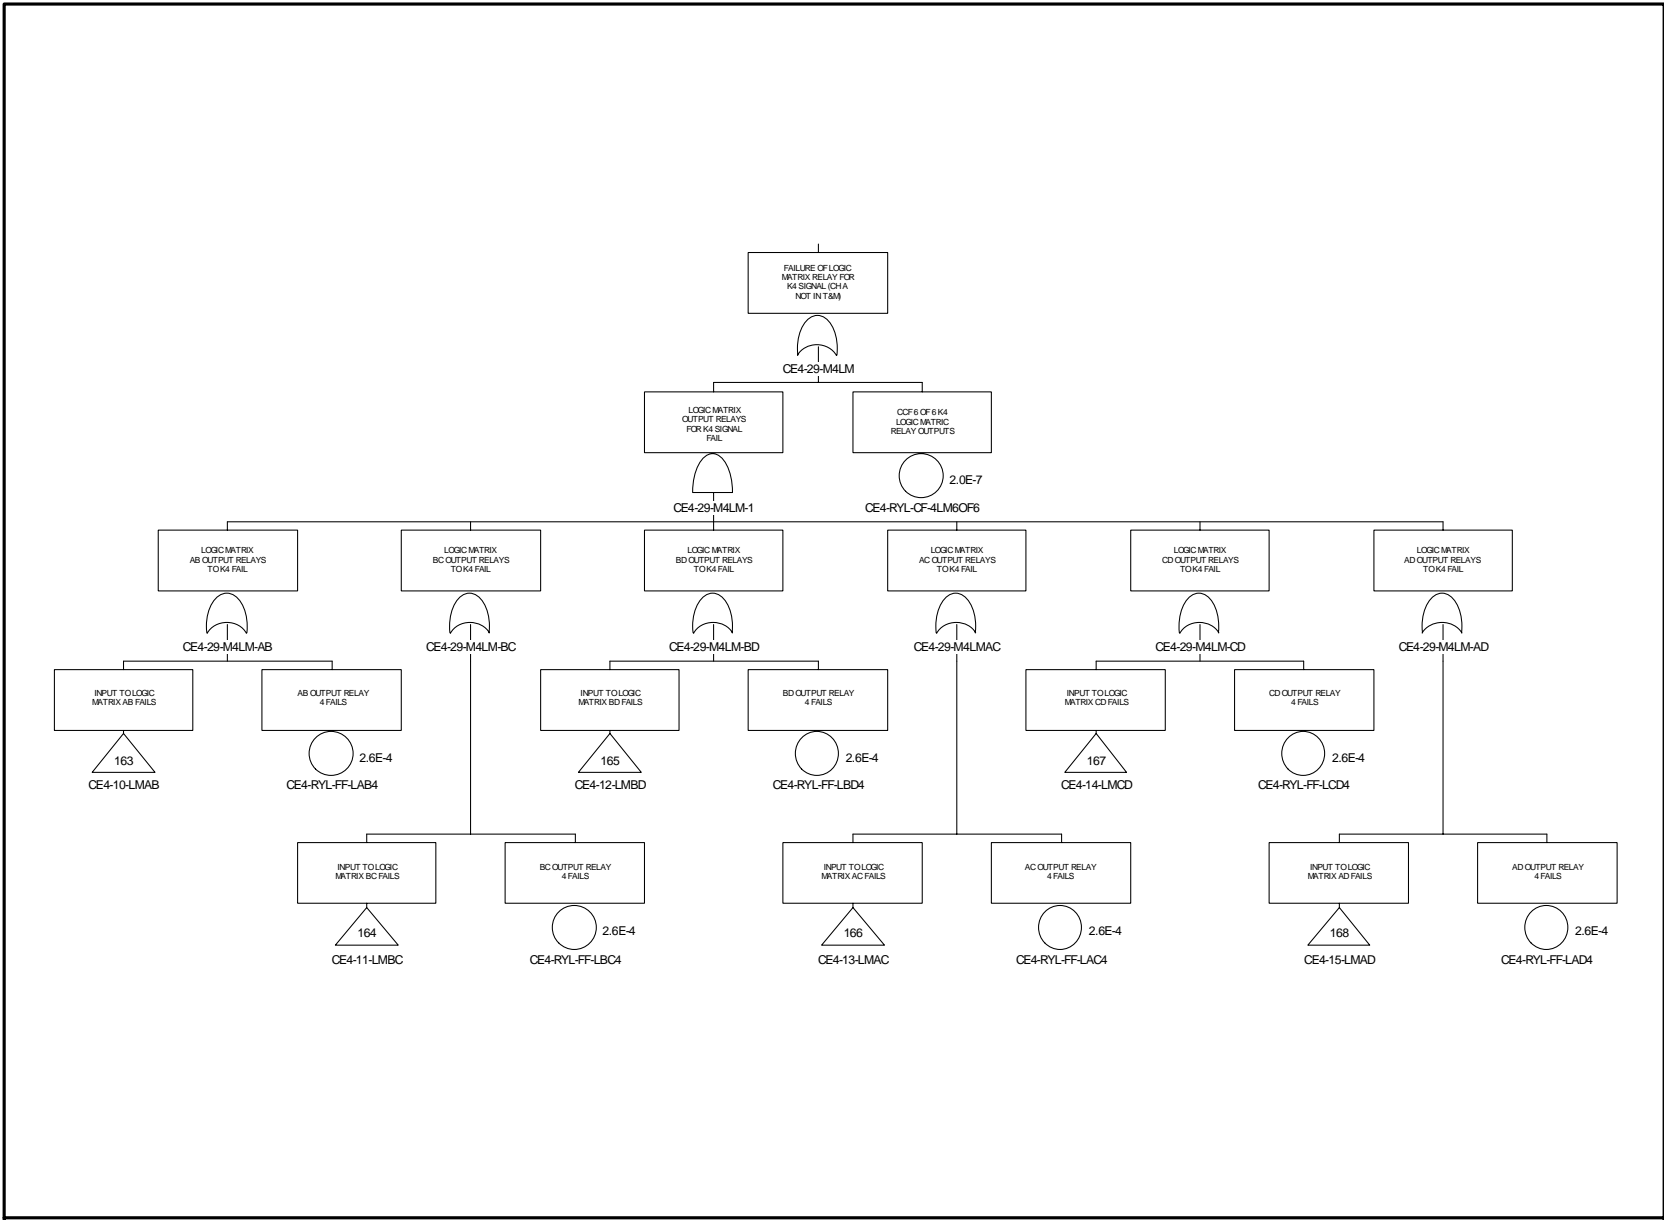 FAILURE OF LOGIC
MATRIX RELAY FOR
K4 SIGNAL (CH A
NOT IN T&M)
CE4-29-M4LM
LOGIC MATRIX
OUTPUT RELAYS
FOR K4 SIGNAL
FAIL
CE4-29-M4LM-1
CCF 6 OF 6 K4
LOGIC MATRIC
RELAY OUTPUTS
2.0E-7
CE4-RYL-CF-4LM6OF6
LOGIC MATRIX
AB OUTPUT RELAYS
TO K4 FAIL
CE4-29-M4LM-AB
LOGIC MATRIX
BC OUTPUT RELAYS
TO K4 FAIL
CE4-29-M4LM-BC
LOGIC MATRIX
BD OUTPUT RELAYS
TO K4 FAIL
CE4-29-M4LM-BD
LOGIC MATRIX
AC OUTPUT RELAYS
TO K4 FAIL
CE4-29-M4LMAC
LOGIC MATRIX
CD OUTPUT RELAYS
TO K4 FAIL
CE4-29-M4LM-CD
LOGIC MATRIX
AD OUTPUT RELAYS
TO K4 FAIL
CE4-29-M4LM-AD
INPUT TO LOGIC
MATRIX AB FAILS
163
CE4-10-LMAB
AB OUTPUT RELAY
4 FAILS
2.6E-4
CE4-RYL-FF-LAB4
INPUT TO LOGIC
MATRIX BD FAILS
165
CE4-12-LMBD
BD OUTPUT RELAY
4 FAILS
2.6E-4
CE4-RYL-FF-LBD4
INPUT TO LOGIC
MATRIX CD FAILS
167
CE4-14-LMCD
CD OUTPUT RELAY
4 FAILS
2.6E-4
CE4-RYL-FF-LCD4
INPUT TO LOGIC
MATRIX BC FAILS
164
CE4-11-LMBC
BC OUTPUT RELAY
4 FAILS
2.6E-4
CE4-RYL-FF-LBC4
INPUT TO LOGIC
MATRIX AC FAILS
166
CE4-13-LMAC
AC OUTPUT RELAY
4 FAILS
2.6E-4
CE4-RYL-FF-LAC4
INPUT TO LOGIC
MATRIX AD FAILS
168
CE4-15-LMAD
AD OUTPUT RELAY
4 FAILS
2.6E-4
CE4-RYL-FF-LAD4